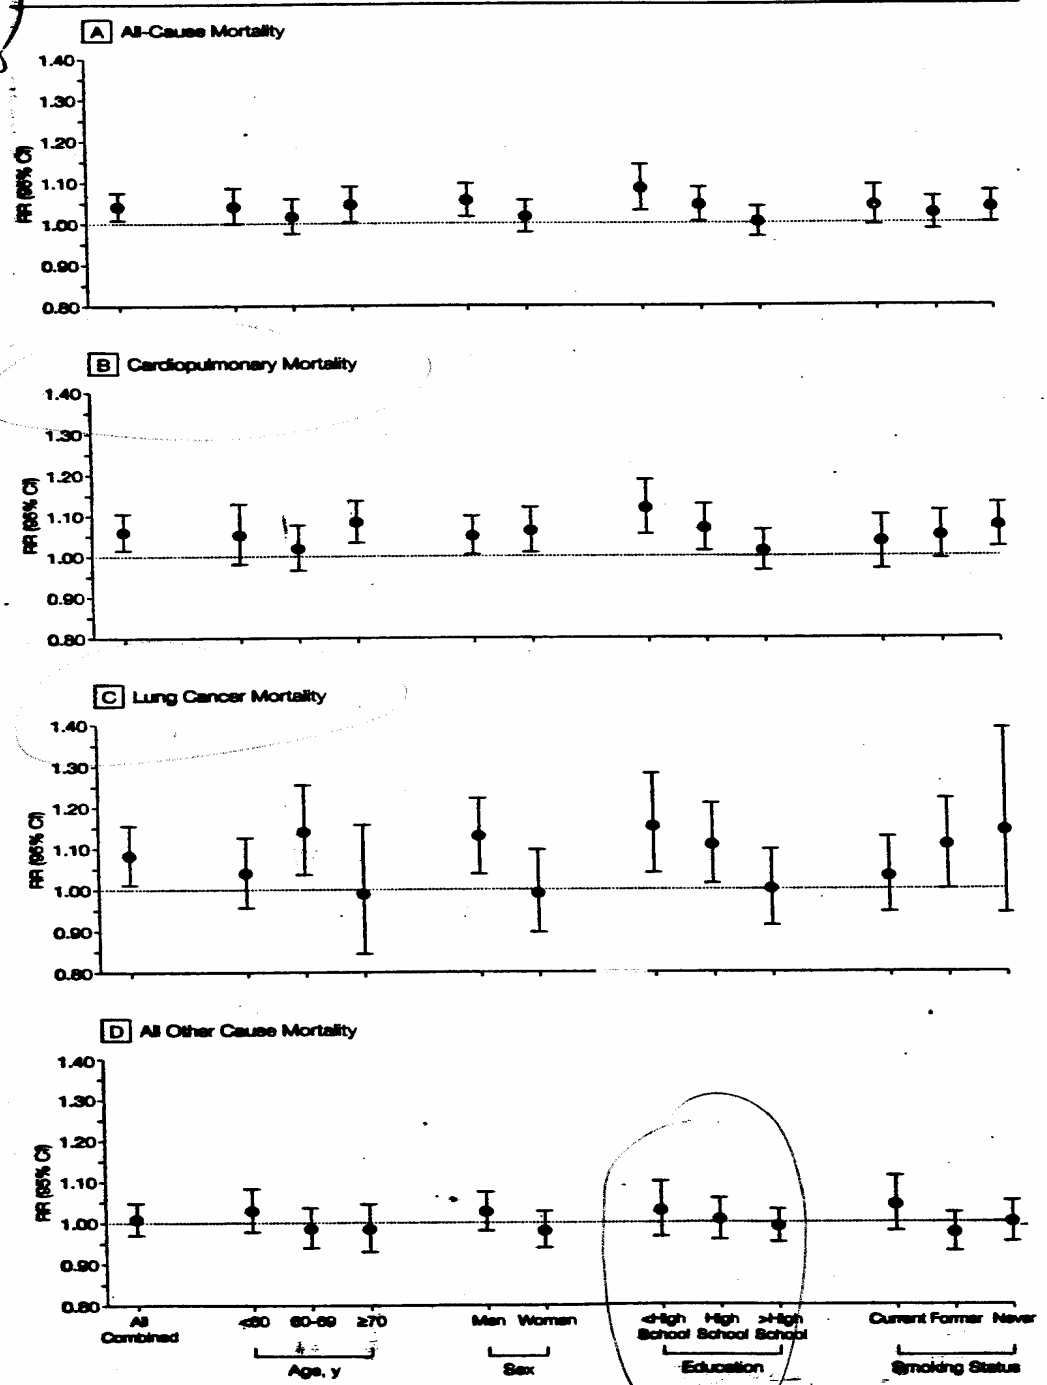 A All-Cause Mortality
1.40
1.30
1.20
1.10
1.00
0.90
0.80
RR (95% CI)
B Cardiopulmonary Mortality
1.40
1.30
1.20
1.10
1.00
0.90
0.80
RR (95% CI)
C Lung Cancer Mortality
1.40
1.30
1.20
1.10
1.00
0.90
0.80
RR (95% CI)
D All Other Cause Mortality
1.40
1.30
1.20
1.10
1.00
0.90
0.80
RR (95% CI)
All <60 60-69 ≥70 Men Women <High High >High Current Former Never
Combined School School School
Age, y Sex Education Smoking Status